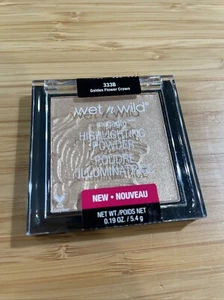 333B
Golden Flower Crown
wet n wild
HIGHLIGHTING
POWDER
POUDRE
ILLUMINATRICE
NEW • NOUVEAU
NET WT./POIDS NET
0.19 OZ. / 5.4 g